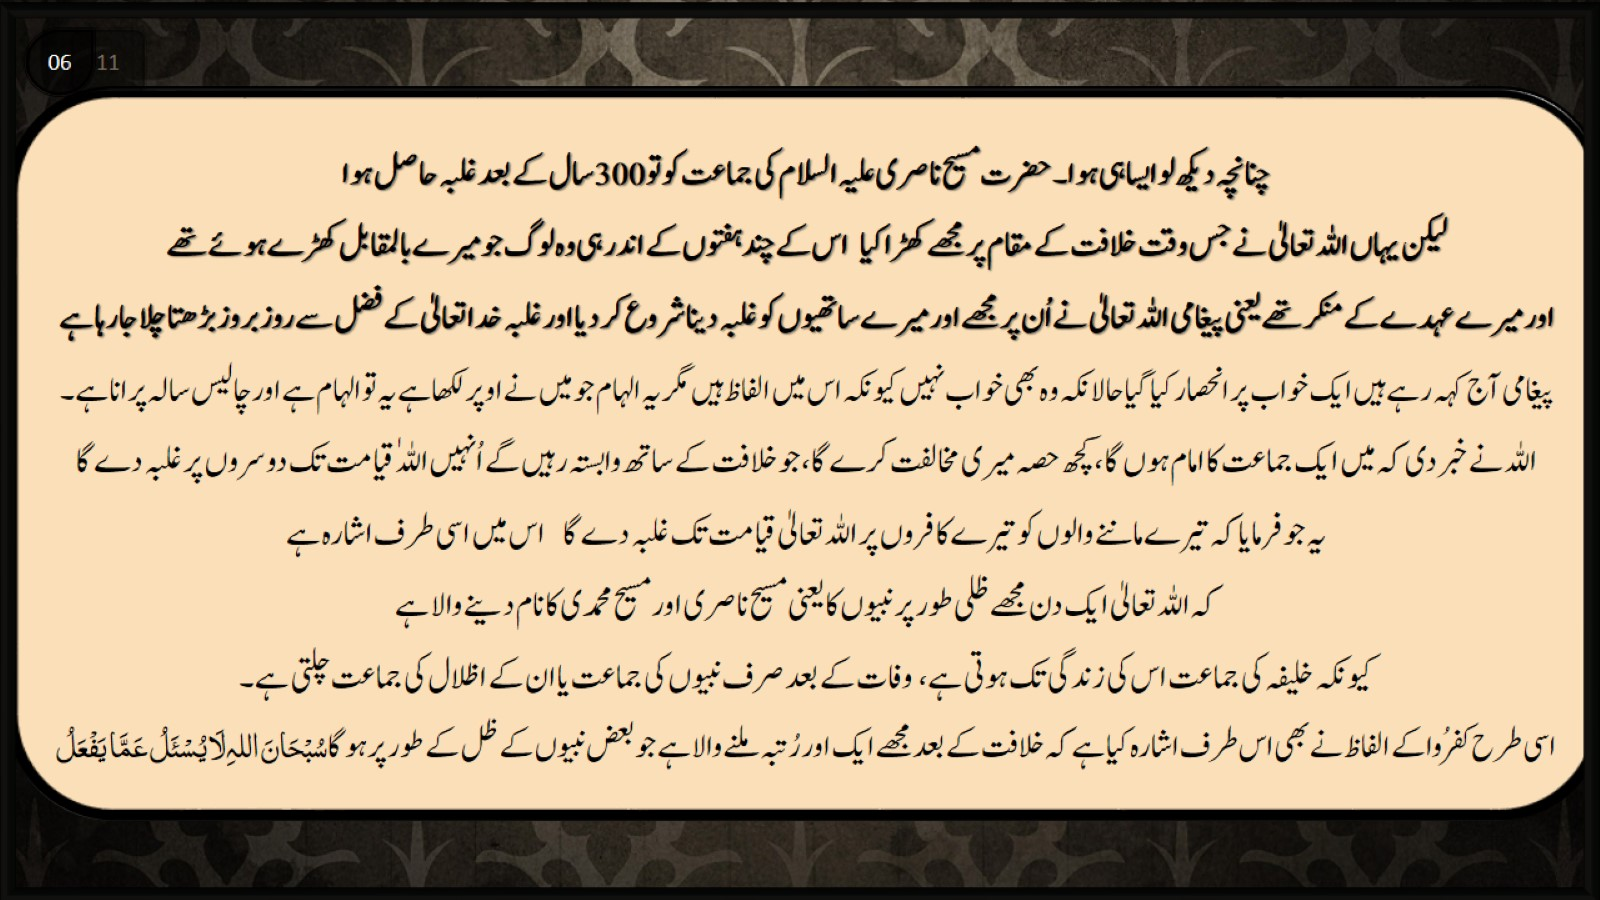 06 11
چنانچہ دیکھ لو ایسا ہی ہوا۔ حضرت مسیح ناصری علیہ السلام کی جماعت کو تو 300 سال کے بعد غلبہ حاصل ہوا
لیکن یہاں اللہ تعالیٰ نے جس وقت خلافت کے مقام پر مجھے کھڑا کیا اس کے چند ہفتوں کے اندر ہی وہ لوگ جو میرے بالمقابل کھڑے ہوئے تھے
اور میرے عہدے کے منکر تھے یعنی پیغامی اللہ تعالیٰ نے اُن پر مجھے اور میرے ساتھیوں کو غلبہ دینا شروع کر دیا اور غلبہ خدا تعالیٰ کے فضل سے روز بروز بڑھتا چلا جا رہا ہے
پیغامی آج کہہ رہے ہیں ایک خواب پر انحصار کیا گیا حالانکہ وہ بھی خواب نہیں کیونکہ اس میں الفاظ ہیں مگر یہ الہام جو میں نے اوپر لکھا ہے یہ تو الہام ہے اور چالیس سالہ پرانا ہے۔
اللہ نے خبر دی کہ میں ایک جماعت کا امام ہوں گا، کچھ حصہ میری مخالفت کرے گا، جو خلافت کے ساتھ وابستہ رہیں گے اُنہیں اللہ قیامت تک دوسروں پر غلبہ دے گا
یہ جو فرمایا کہ تیرے ماننے والوں کو تیرے کافروں پر اللہ تعالیٰ قیامت تک غلبہ دے گا اس میں اسی طرف اشارہ ہے
کہ اللہ تعالیٰ ایک دن مجھے ظلی طور پر نبیوں کا یعنی مسیح ناصری اور مسیح محمدی کا نام دینے والا ہے
کیونکہ خلیفہ کی جماعت اس کی زندگی تک ہوتی ہے، وفات کے بعد صرف نبیوں کی جماعت یا ان کے اظلال کی جماعت چلتی ہے۔
اسی طرح کفرُوا کے الفاظ نے بھی اس طرف اشارہ کیا ہے کہ خلافت کے بعد مجھے ایک اور رُتبہ ملنے والا ہے جو بعض نبیوں کے ظل کے طور پر ہو گا سُبْحَانَ اللہِ لَا یُسْئَلُ عَمَّا یَفْعَلُ